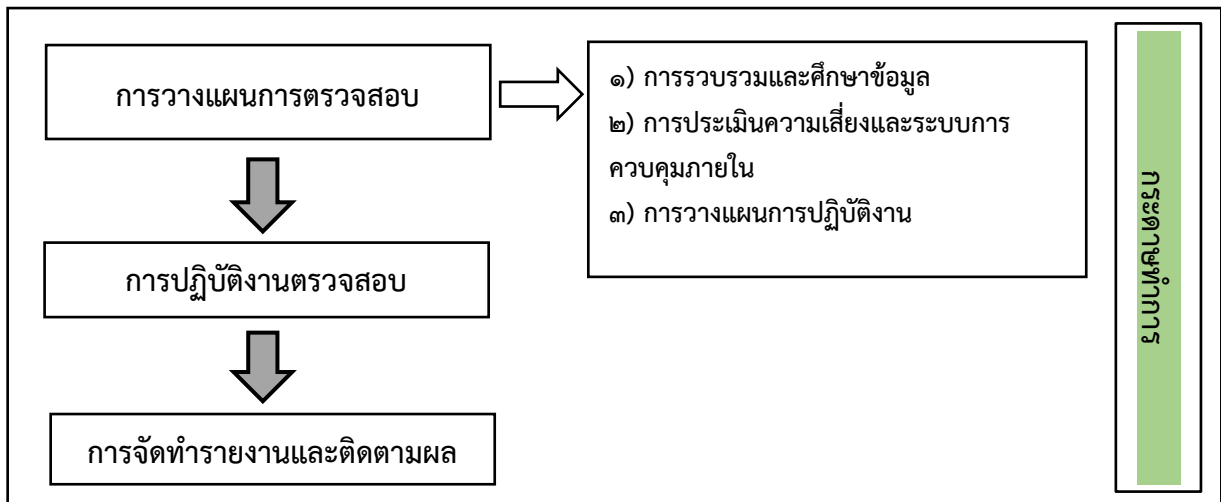 การวางแผนการตรวจสอบ
๑) การรวบรวมและศึกษาข้อมูล
๒) การประเมินความเสี่ยงและระบบการ
ควบคุมภายใน
๓) การวางแผนการปฏิบัติงาน
การปฏิบัติงานตรวจสอบ
การจัดทำรายงานและติดตามผล
กระดาษทำการ